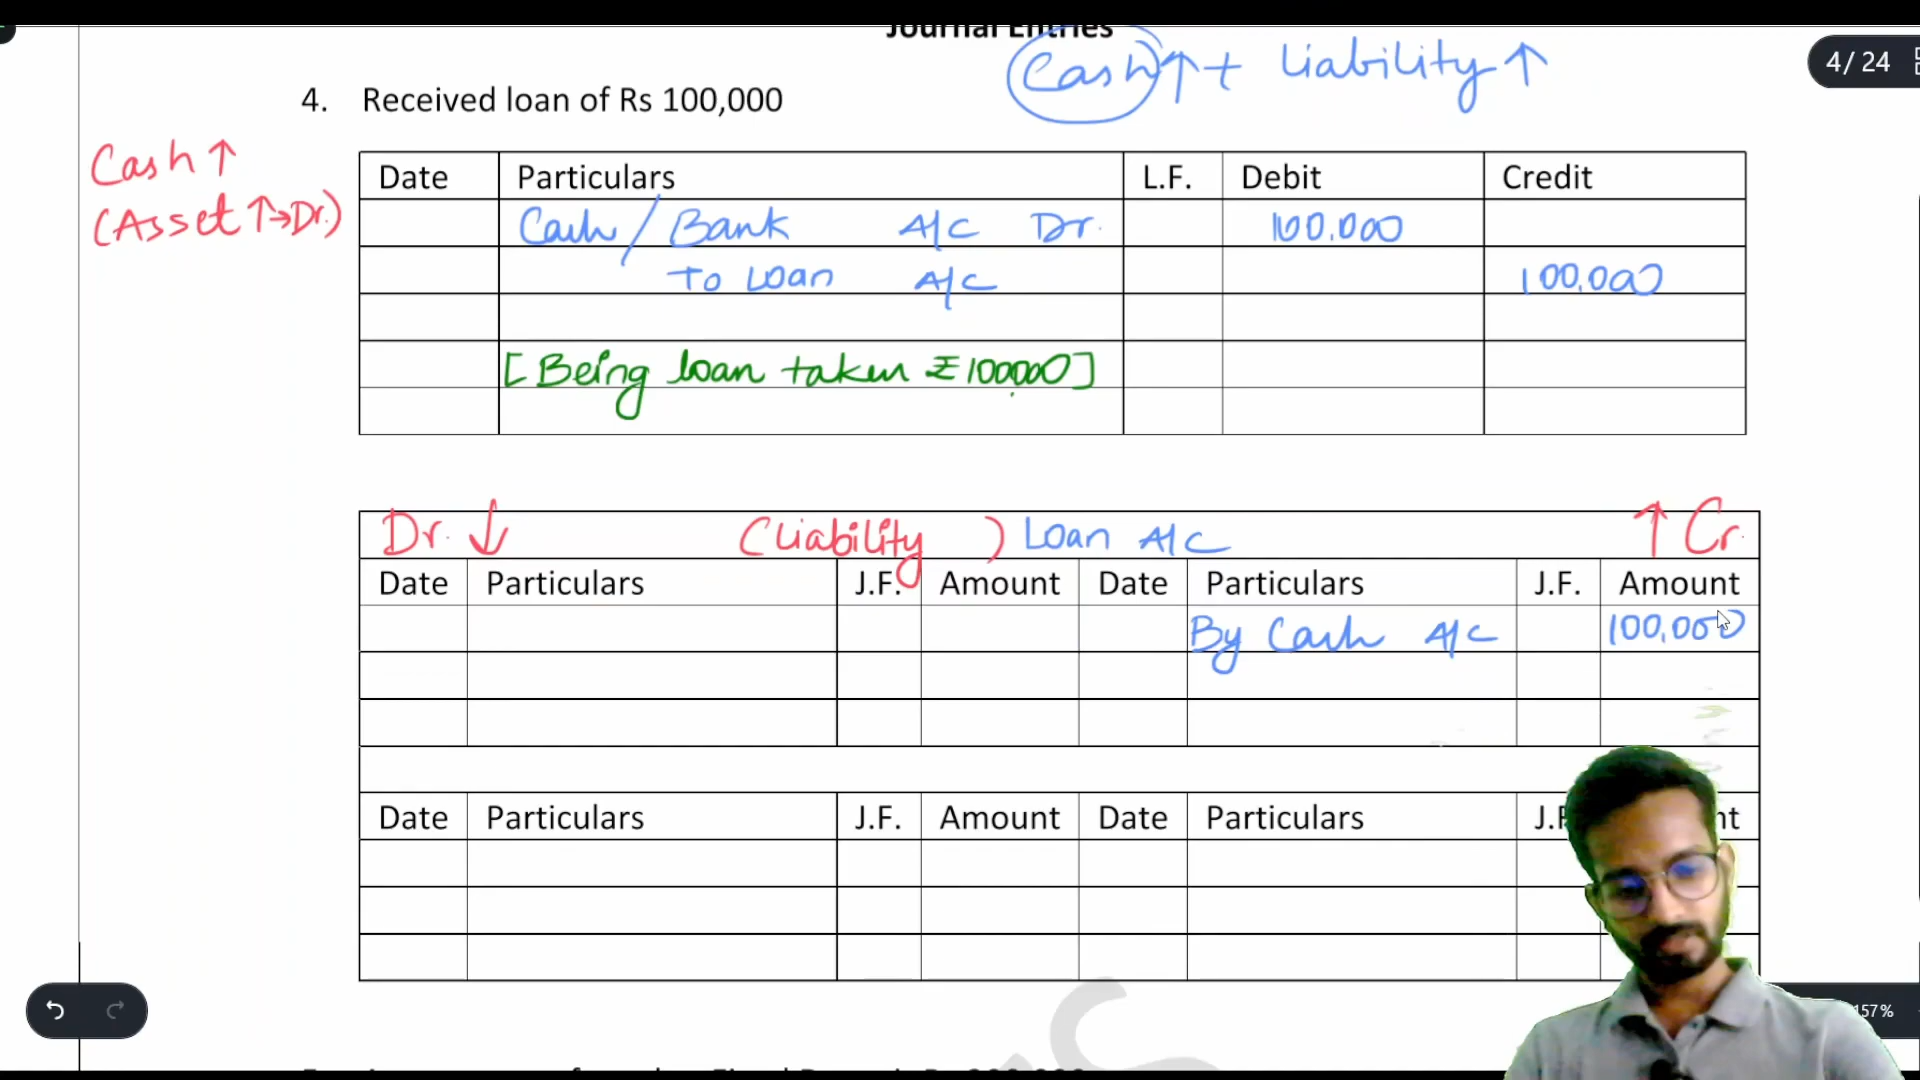 Journal Entries
Cash ↑ + Liability ↑
4/ 24
4. Received loan of Rs 100,000
Cash ↑
(Asset ↑→Dr.)
Date Particulars L.F. Debit Credit
Cash / Bank A/C Dr. 100,000
To Loan A/C 100,000
[Being loan taken ₹100000]
Dr. ↓ (Liability ) Loan A/C ↑ Cr.
Date Particulars J.F. Amount Date Particulars J.F. Amount
By Cash A/C 100,000
Date Particulars J.F. Amount Date Particulars
157%